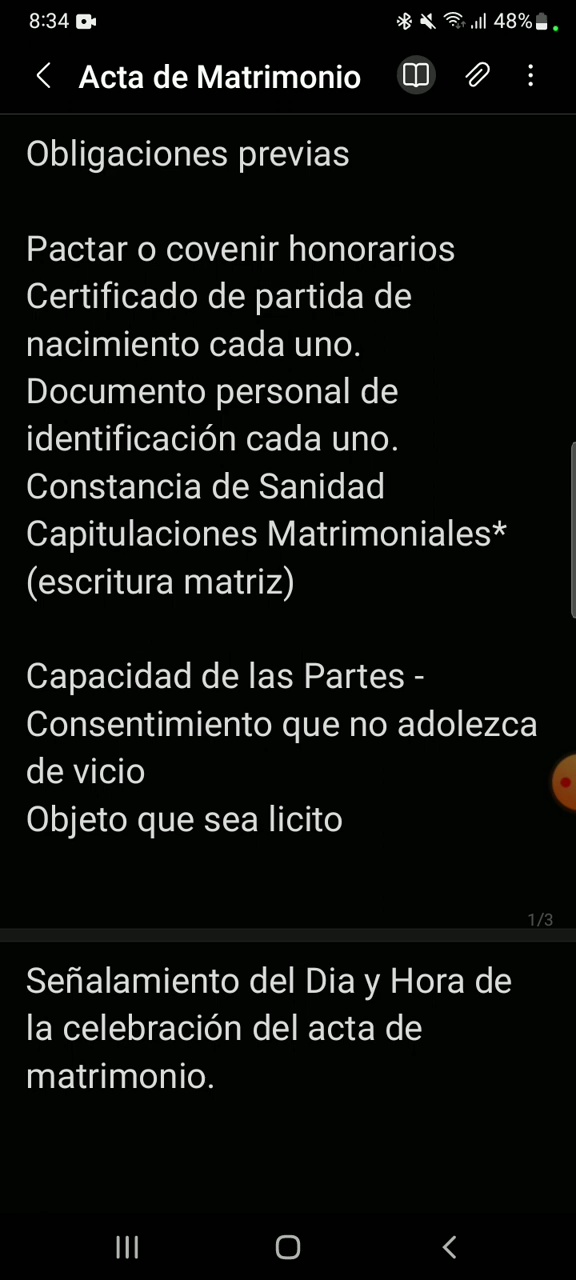 8:34 48%
Acta de Matrimonio
Obligaciones previas
Pactar o covenir honorarios
Certificado de partida de
nacimiento cada uno.
Documento personal de
identificación cada uno.
Constancia de Sanidad
Capitulaciones Matrimoniales*
(escritura matriz)
Capacidad de las Partes -
Consentimiento que no adolezca
de vicio
Objeto que sea licito
1/3
Señalamiento del Dia y Hora de
la celebración del acta de
matrimonio.